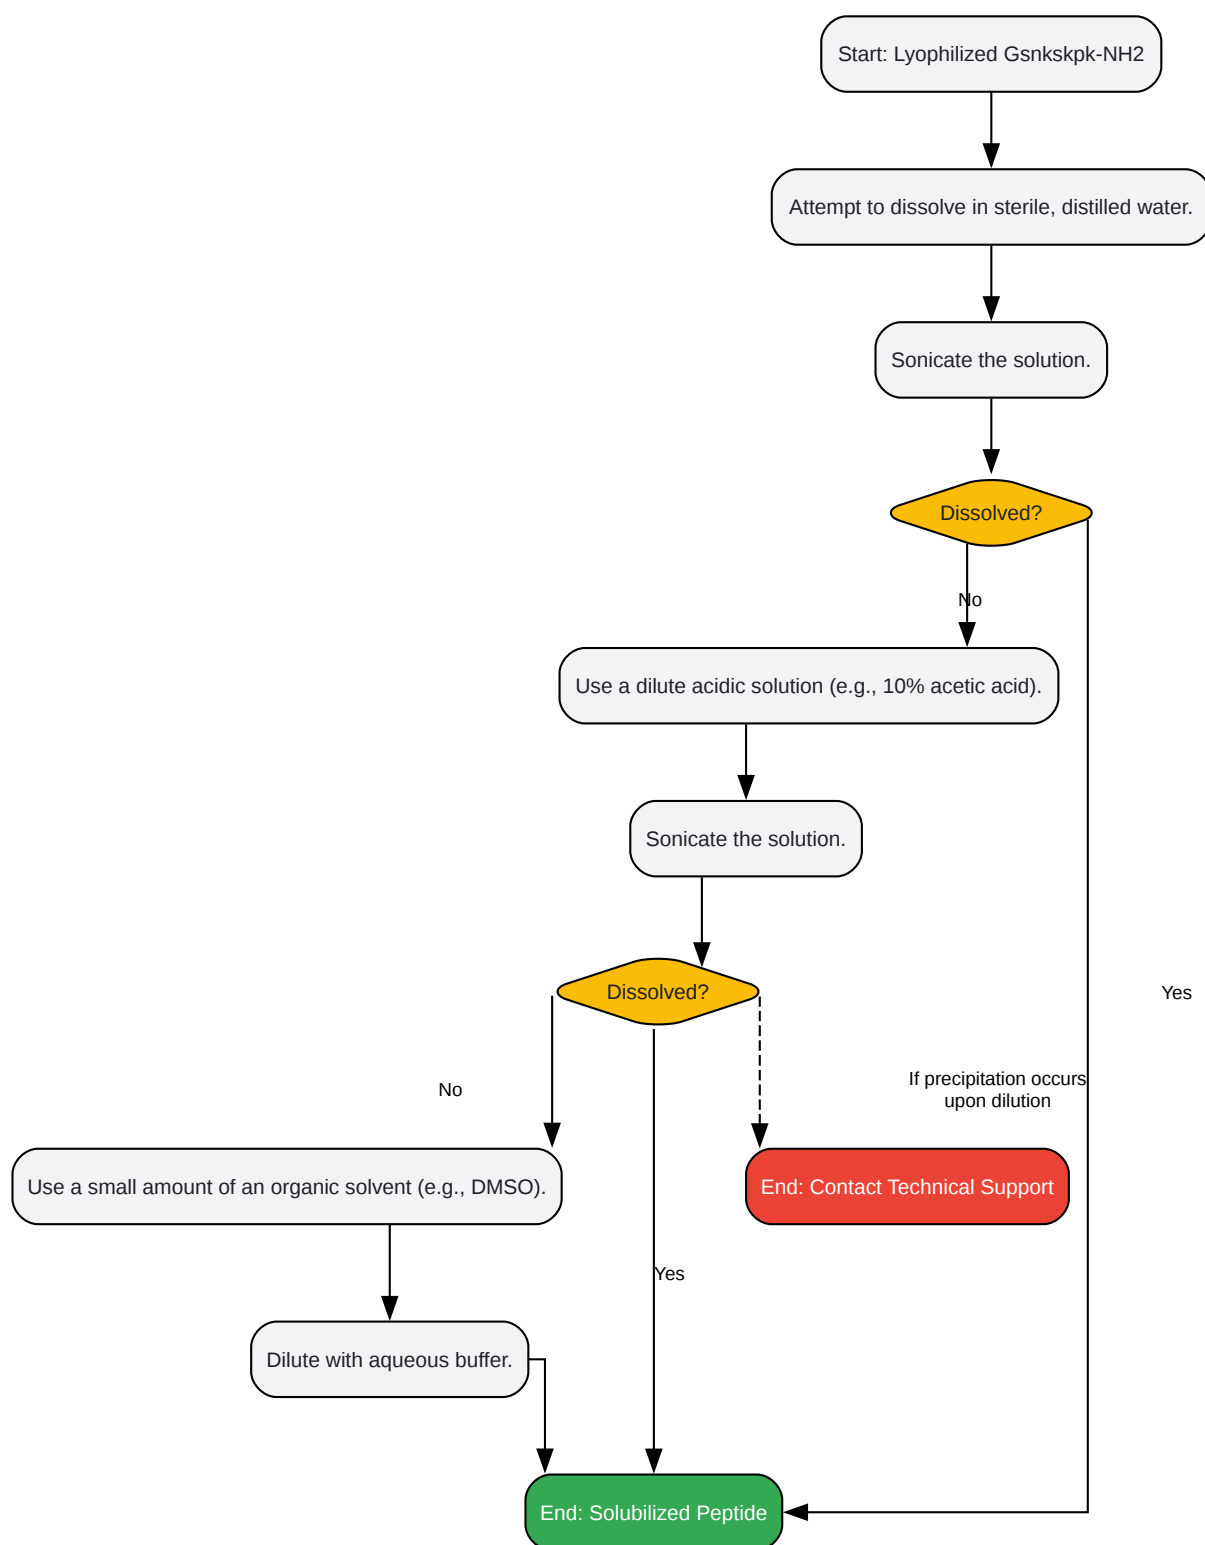 Start: Lyophilized Gsnkskpk-NH2
Attempt to dissolve in sterile, distilled water.
Sonicate the solution.
Dissolved?
No
Use a dilute acidic solution (e.g., 10% acetic acid).
Sonicate the solution.
Dissolved?
Yes
No
If precipitation occurs
upon dilution
Use a small amount of an organic solvent (e.g., DMSO).
End: Contact Technical Support
Yes
Dilute with aqueous buffer.
End: Solubilized Peptide